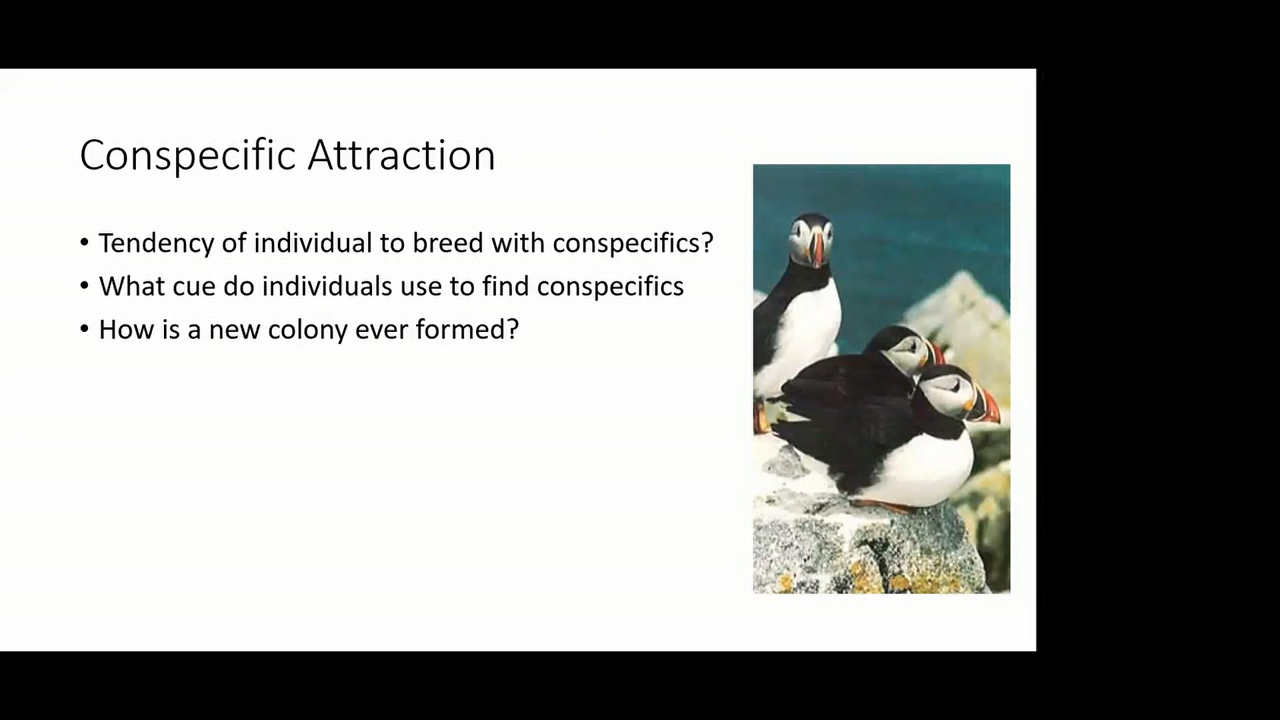 Conspecific Attraction
• Tendency of individual to breed with conspecifics?
• What cue do individuals use to find conspecifics
• How is a new colony ever formed?